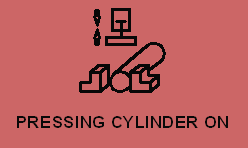 PRESSING CYLINDER ON